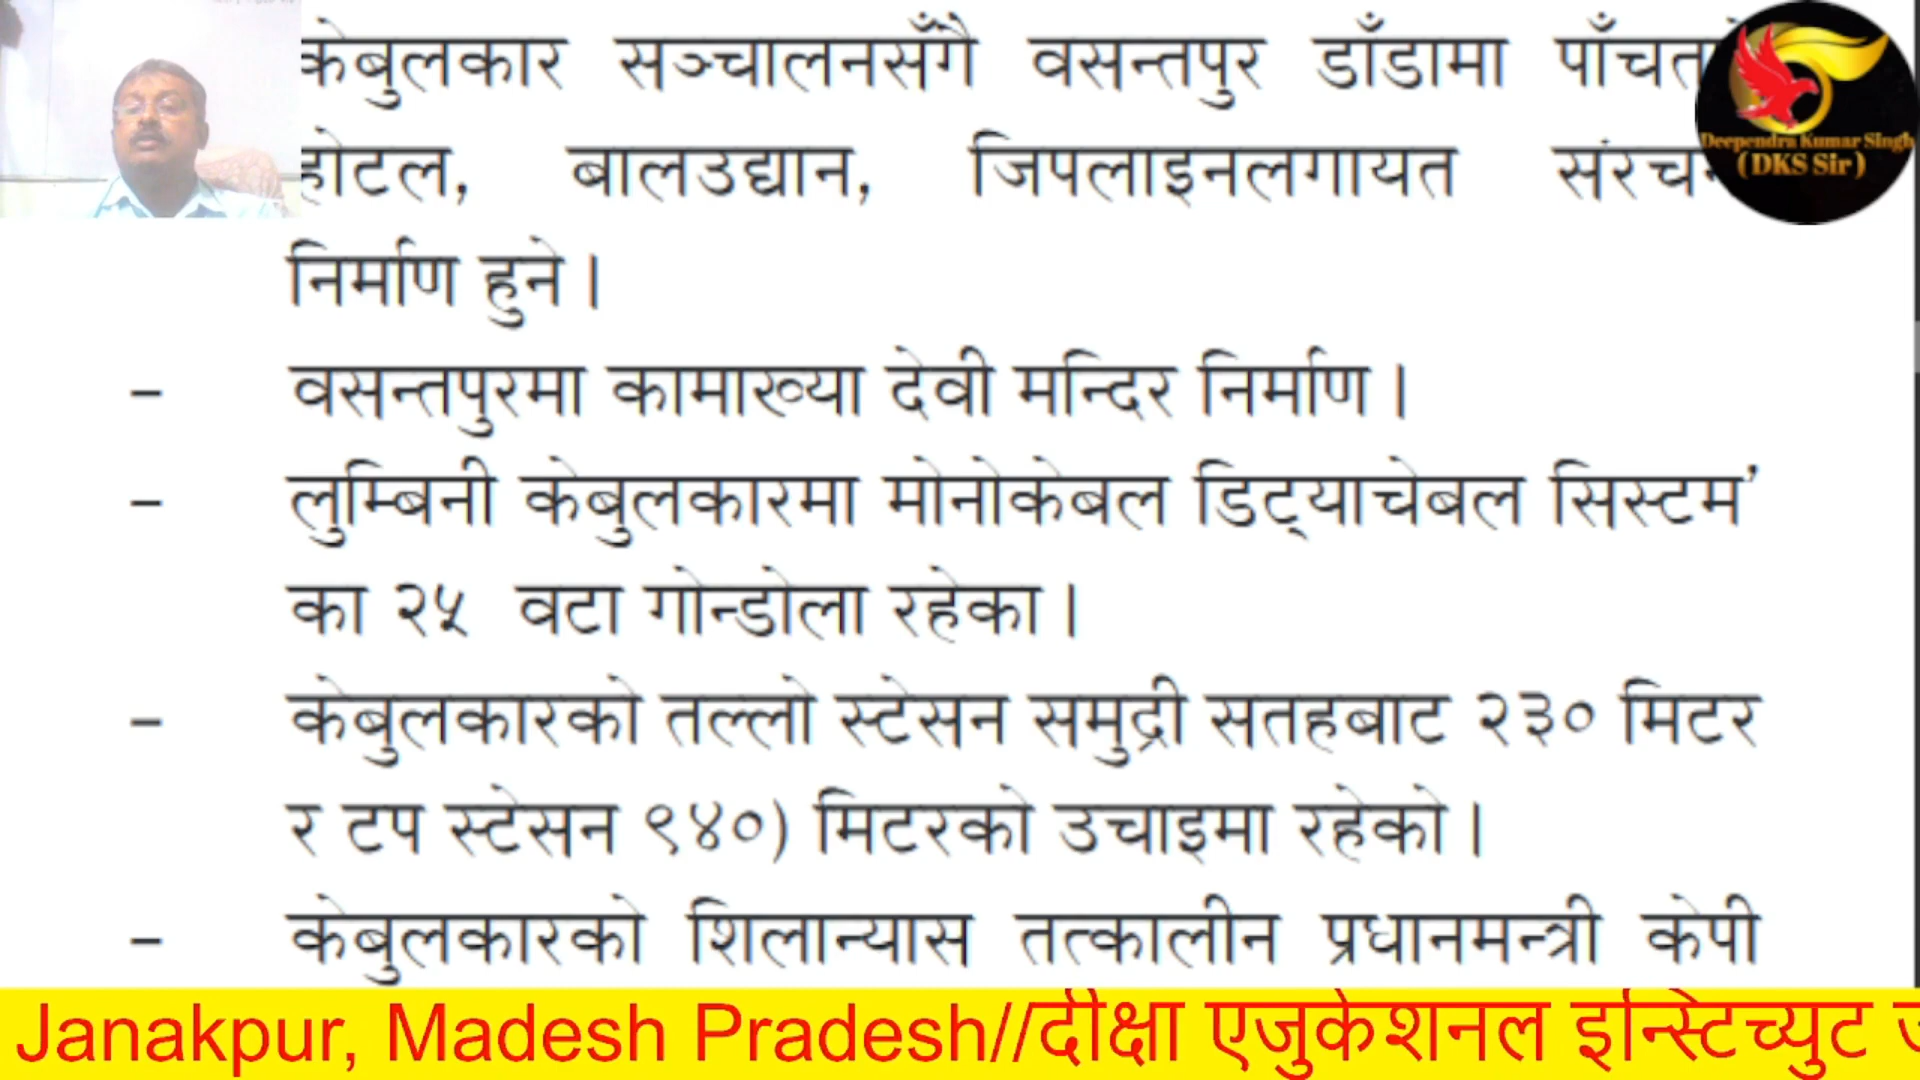 केबुलकार सञ्चालनसँगै वसन्तपुर डाँडामा
होटल, बालउद्यान, जिपलाइनलगायत
निर्माण हुने।
– वसन्तपुरमा कामाख्या देवी मन्दिर निर्माण।
– लुम्बिनी केबुलकारमा मोनोकेबल डिट्याचेबल सिस्टम'
का २५ वटा गोन्डोला रहेका।
– केबुलकारको तल्लो स्टेसन समुद्री सतहबाट २३० मिटर
र टप स्टेसन ९४०) मिटरको उचाइमा रहेको।
– केबुलकारको शिलान्यास तत्कालीन प्रधानमन्त्री केपी
Deependra Kumar Singh
(DKS Sir)
Janakpur, Madesh Pradesh//दीक्षा एजुकेशनल इन्स्टिच्युट